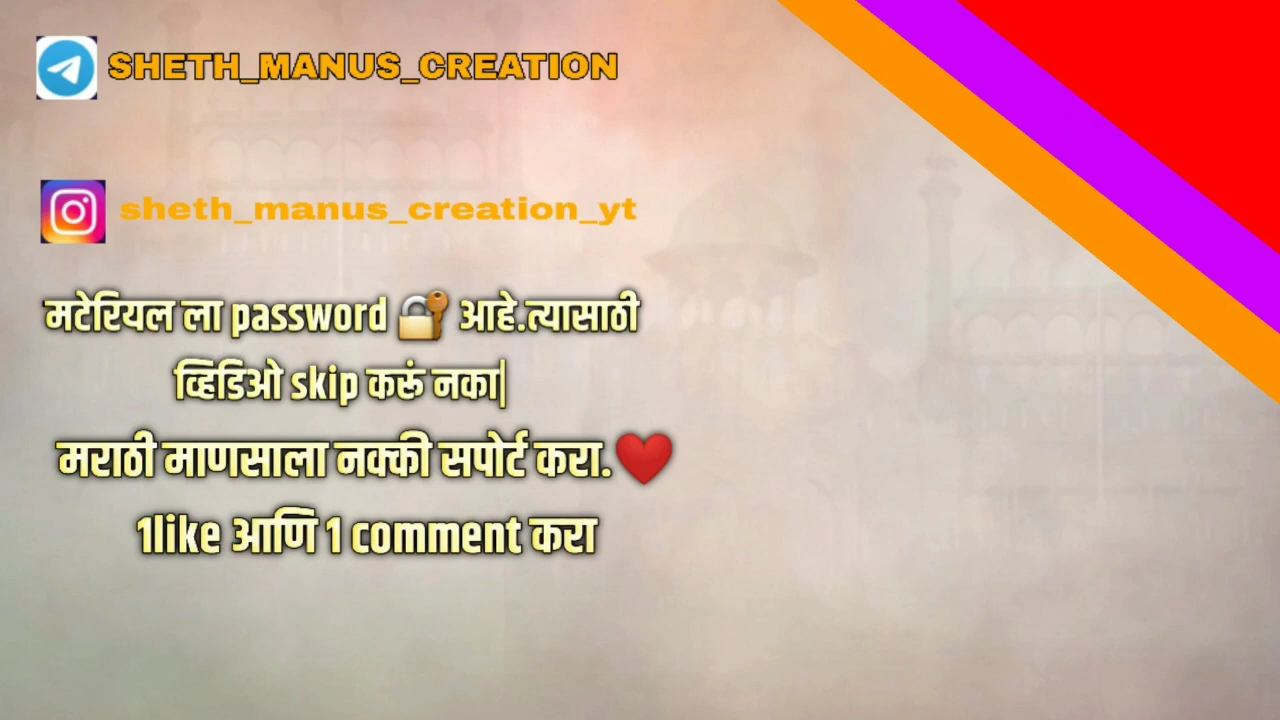 SHETH_MANUS_CREATION
sheth_manus_creation_yt
मटेरियल ला password 🔐 आहे.त्यासाठी
व्हिडिओ skip करूं नका|
मराठी माणसाला नक्की सपोर्ट करा.❤️
1like आणि 1 comment करा